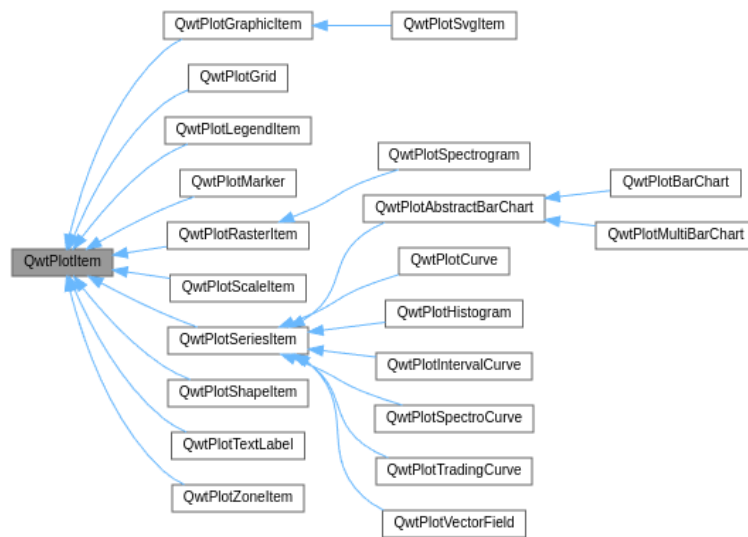 QwtPlotGraphicItem
QwtPlotSvgItem
QwtPlotGrid
QwtPlotLegendItem
QwtPlotSpectrogram
QwtPlotMarker
QwtPlotBarChart
QwtPlotAbstractBarChart
QwtPlotRasterItem
QwtPlotMultiBarChart
QwtPlotItem
QwtPlotCurve
QwtPlotScaleItem
QwtPlotHistogram
QwtPlotSeriesItem
QwtPlotIntervalCurve
QwtPlotShapeItem
QwtPlotSpectroCurve
QwtPlotTextLabel
QwtPlotTradingCurve
QwtPlotZoneItem
QwtPlotVectorField